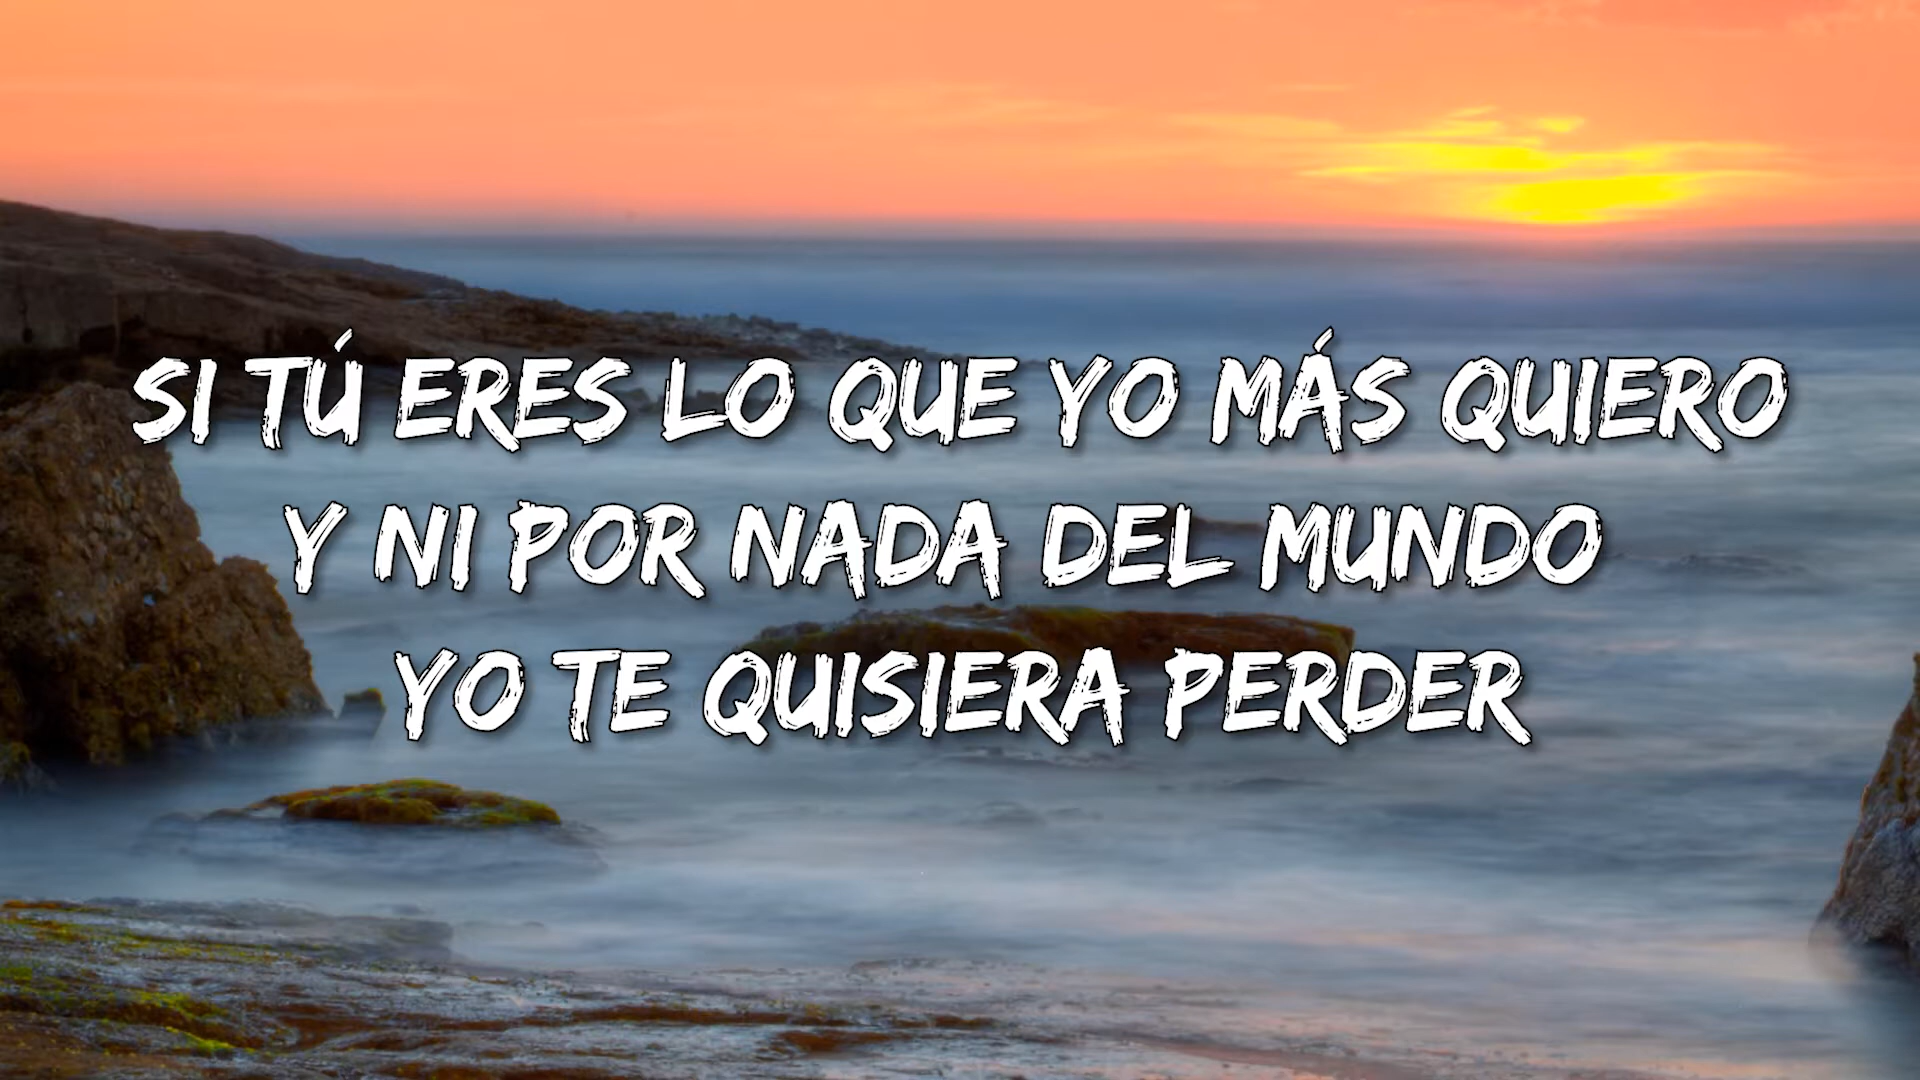 SI TÚ ERES LO QUE YO MÁS QUIERO
Y NI POR NADA DEL MUNDO
YO TE QUISIERA PERDER